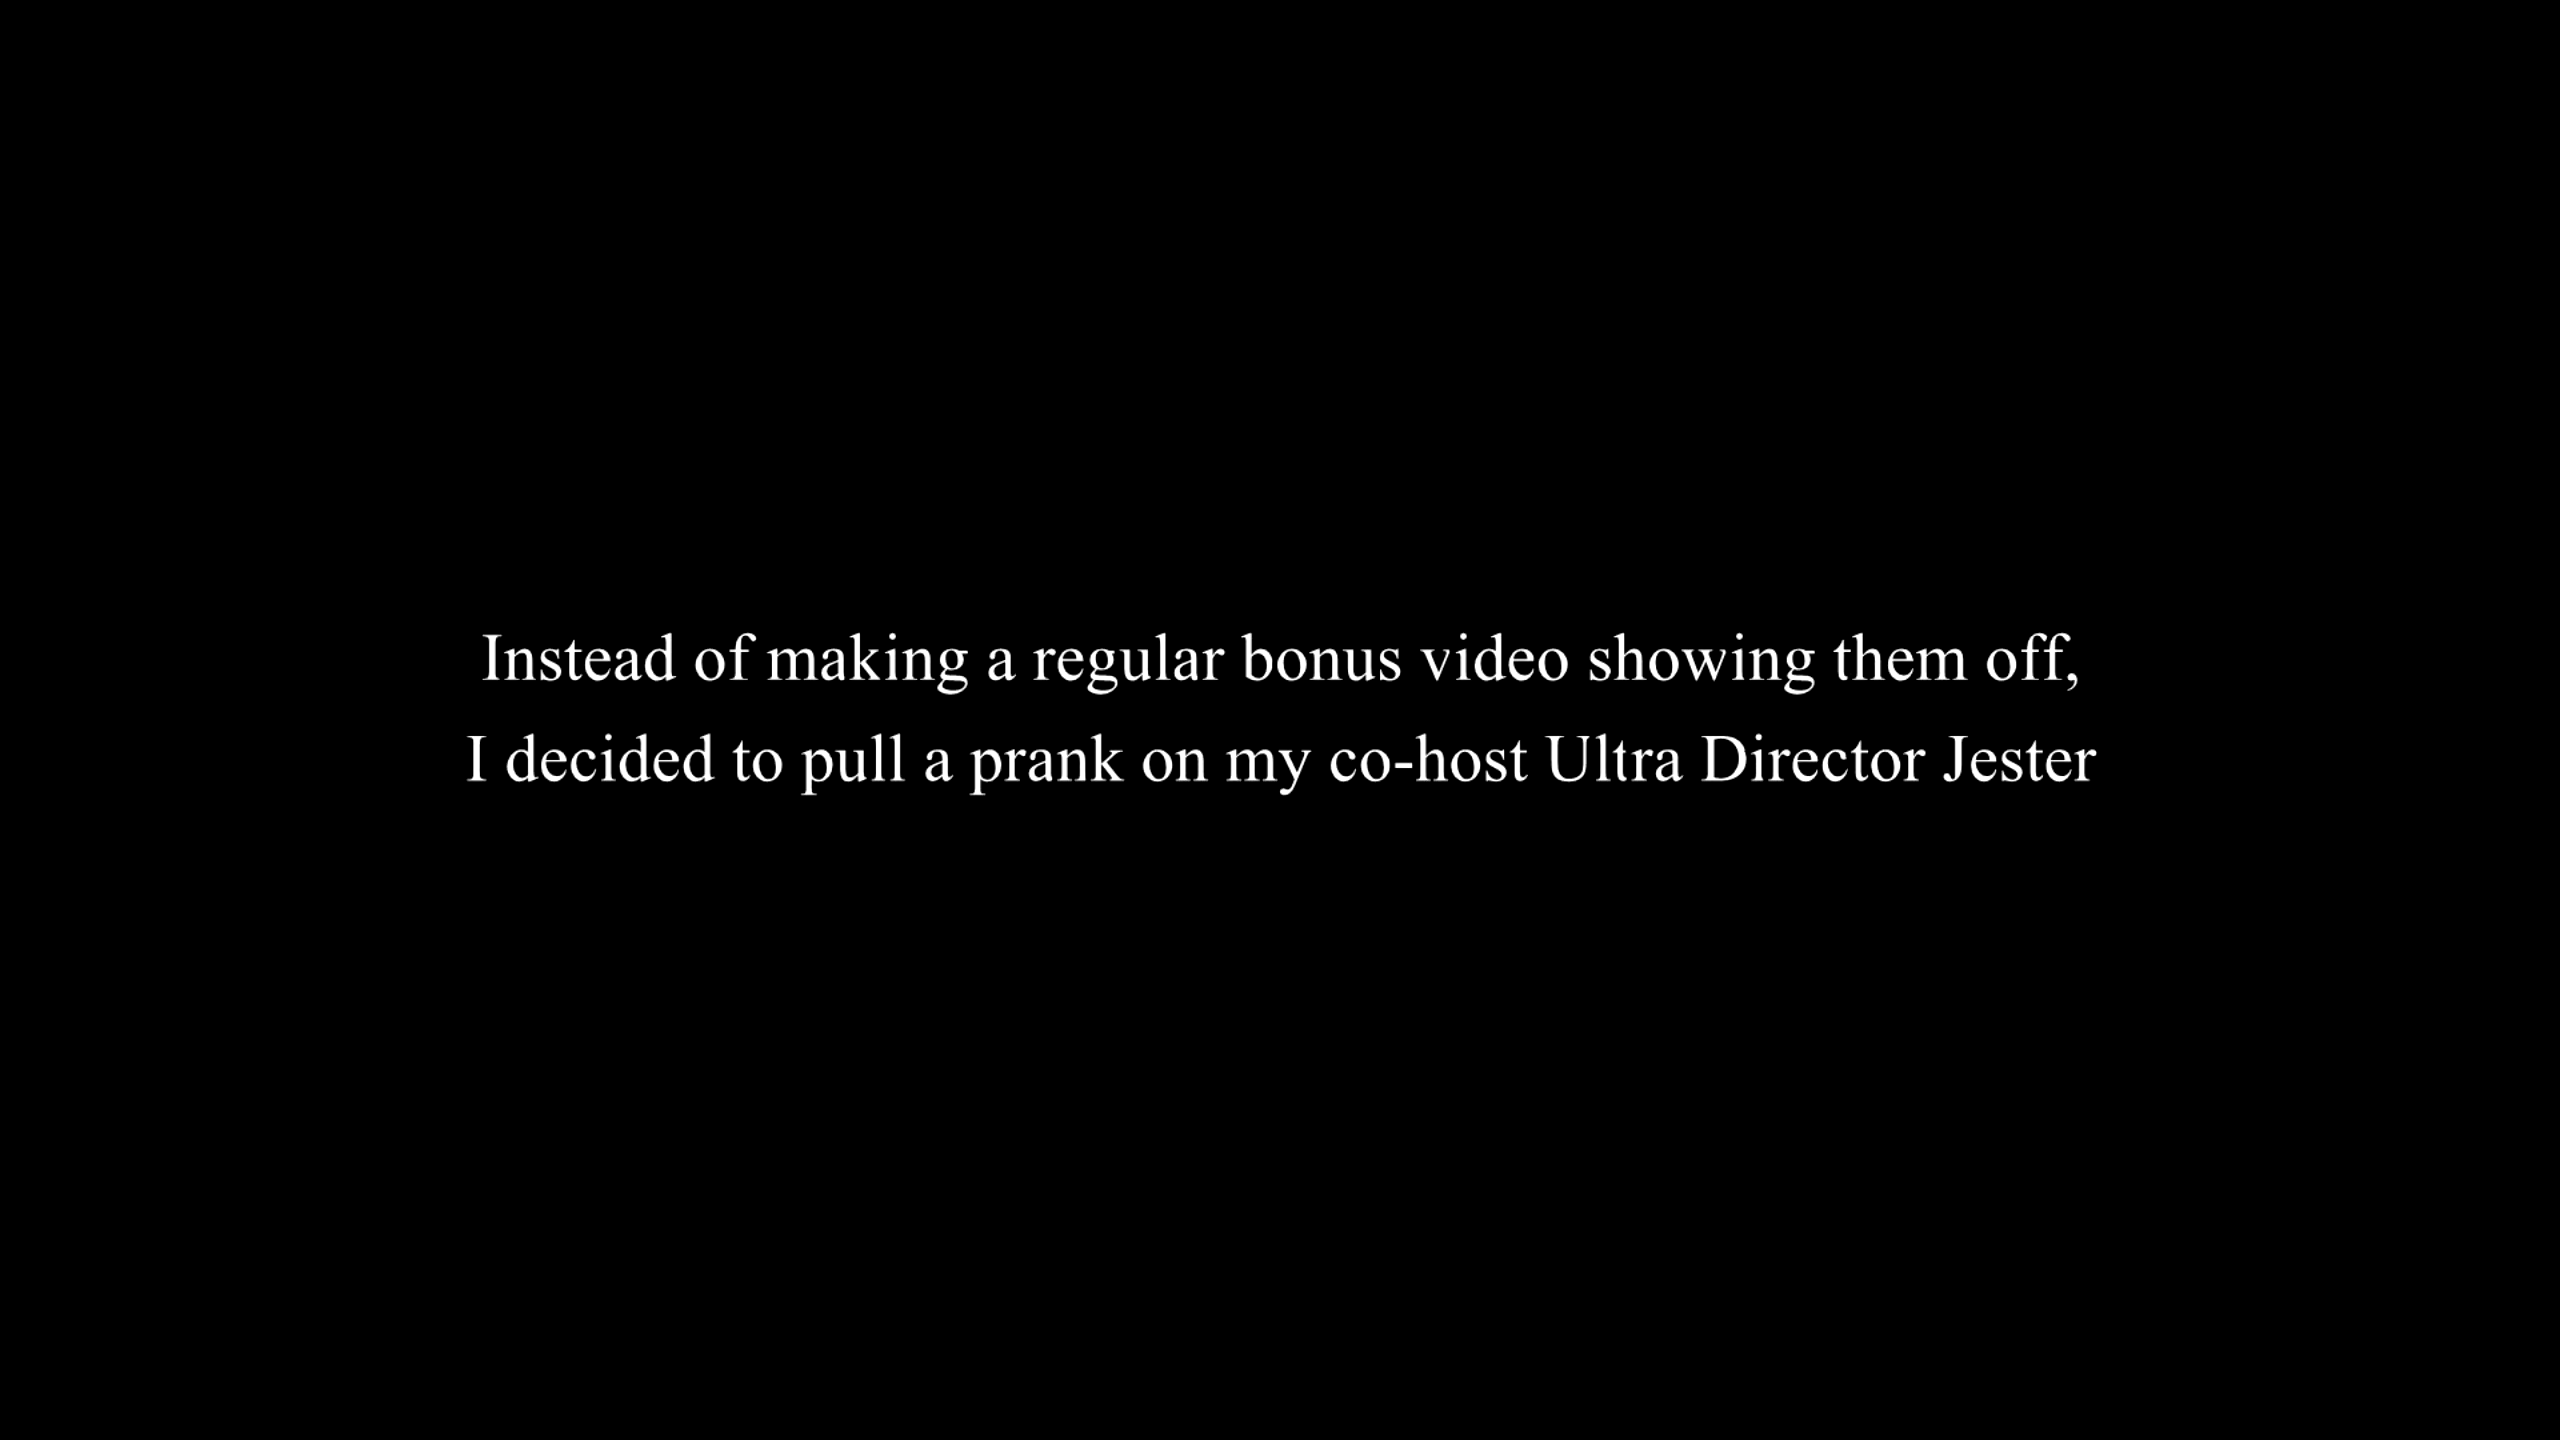 Instead of making a regular bonus video showing them off,
I decided to pull a prank on my co-host Ultra Director Jester